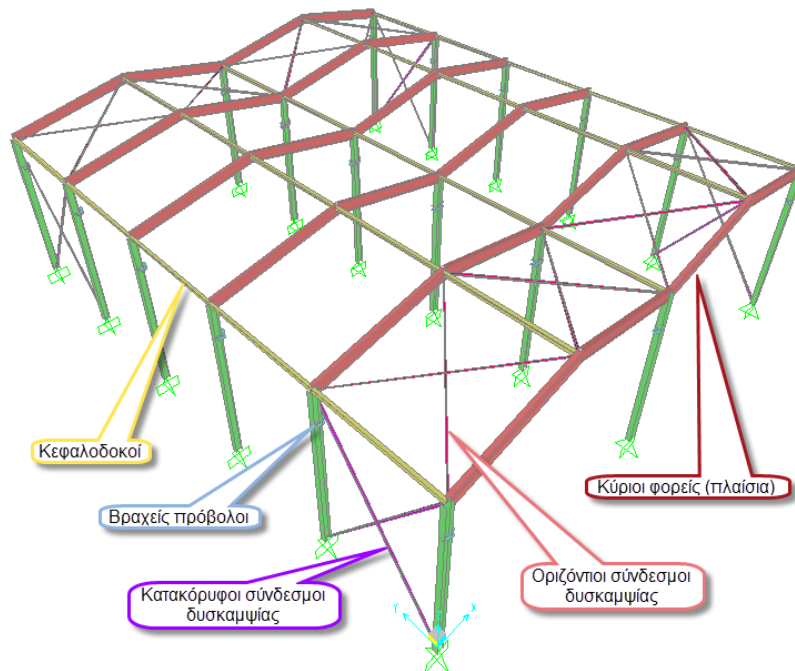 Κεφαλοδοκοί
Βραχείς πρόβολοι
Κατακόρυφοι σύνδεσμοι
δυσκαμψίας
Οριζόντιοι σύνδεσμοι
δυσκαμψίας
Κύριοι φορείς (πλαίσια)
Y
X